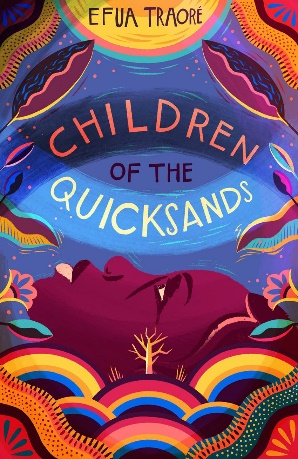 EFUA TRAORÉ
CHILDREN
OF THE
QUICKSANDS